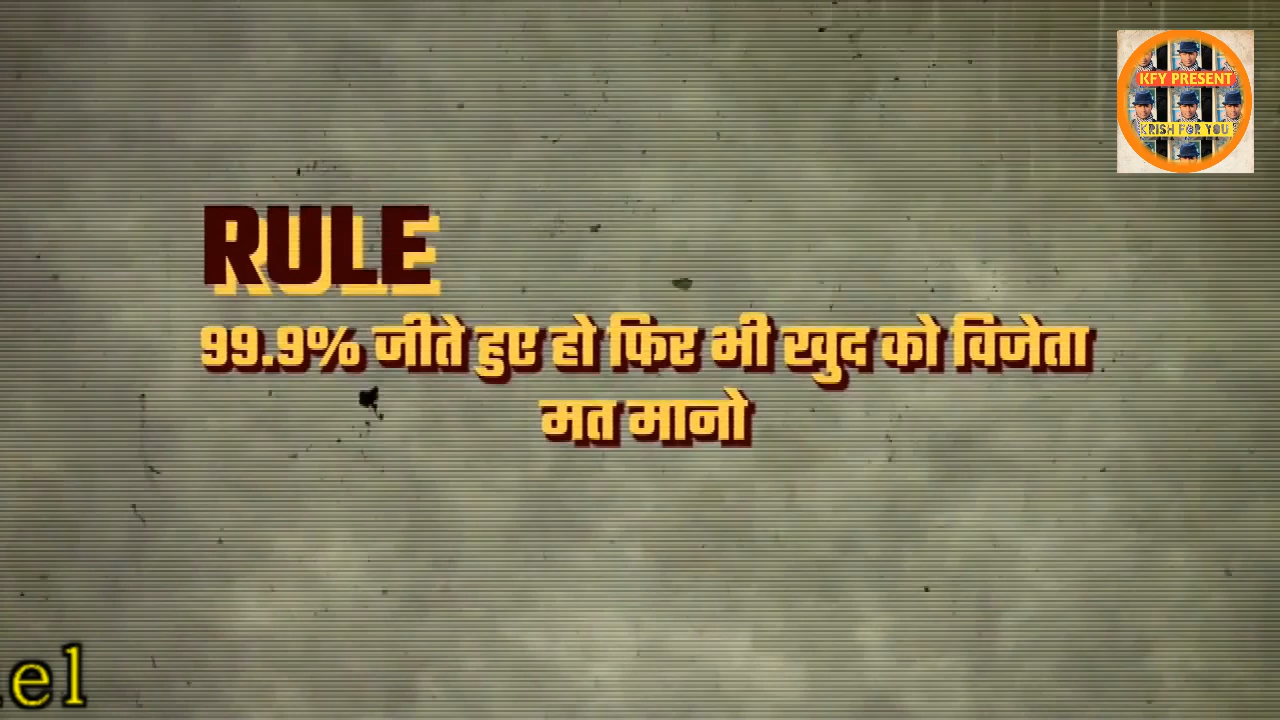 KFY PRESENT
KRISH FOR YOU
RULE
99.9% जीते हुए हो फिर भी खुद को विजेता
मत मानो
el